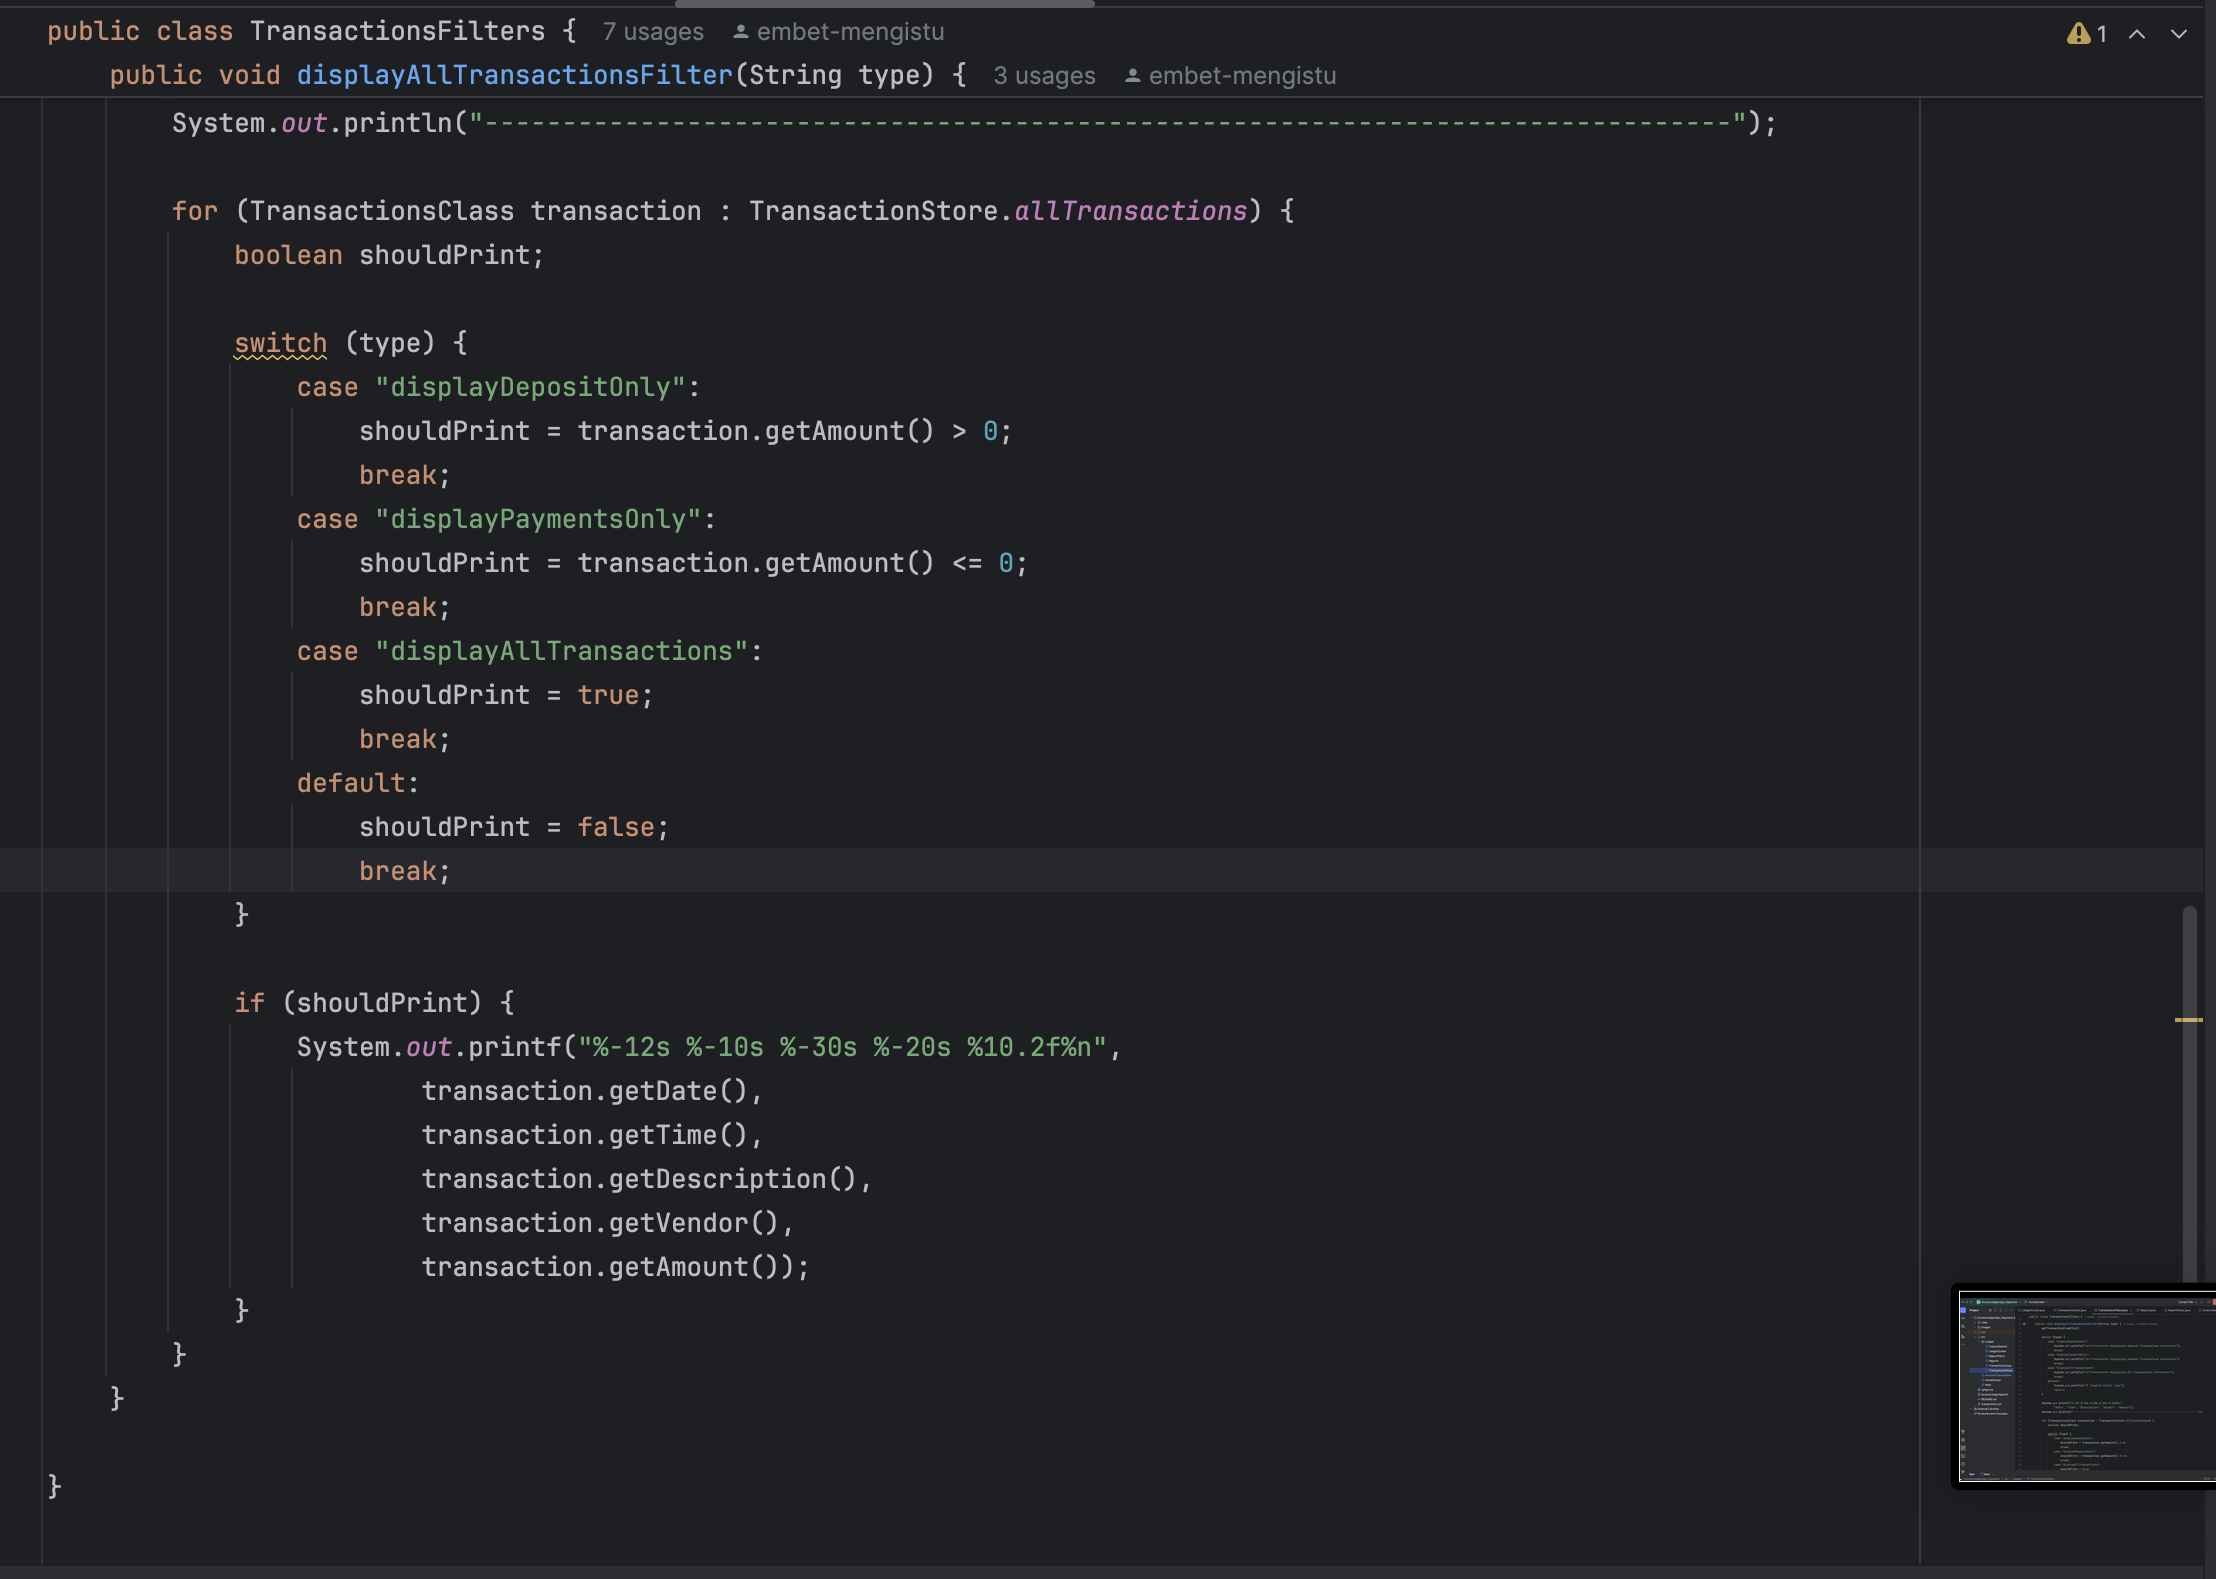 public class TransactionsFilters { 7 usages embet-mengistu
1
public void displayAllTransactionsFilter(String type) { 3 usages embet-mengistu
System.out.println("--------------------------------------------------------------------------------");
for (TransactionsClass transaction : TransactionStore.allTransactions) {
boolean shouldPrint;
switch (type) {
case "displayDepositOnly":
shouldPrint = transaction.getAmount() > 0;
break;
case "displayPaymentsOnly":
shouldPrint = transaction.getAmount() <= 0;
break;
case "displayAllTransactions":
shouldPrint = true;
break;
default:
shouldPrint = false;
break;
}
if (shouldPrint) {
System.out.printf("%-12s %-10s %-30s %-20s %10.2f%n",
transaction.getDate(),
transaction.getTime(),
transaction.getDescription(),
transaction.getVendor(),
transaction.getAmount());
}
}
}
}